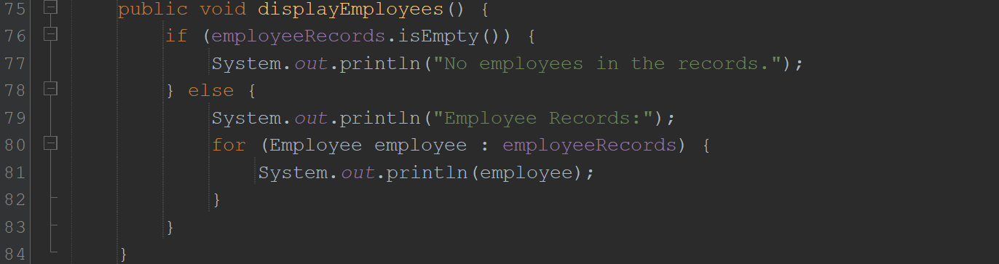 75 public void displayEmployees() {
76 if (employeeRecords.isEmpty()) {
77 System.out.println("No employees in the records.");
78 } else {
79 System.out.println("Employee Records:");
80 for (Employee employee : employeeRecords) {
81 System.out.println(employee);
82 }
83 }
84 }